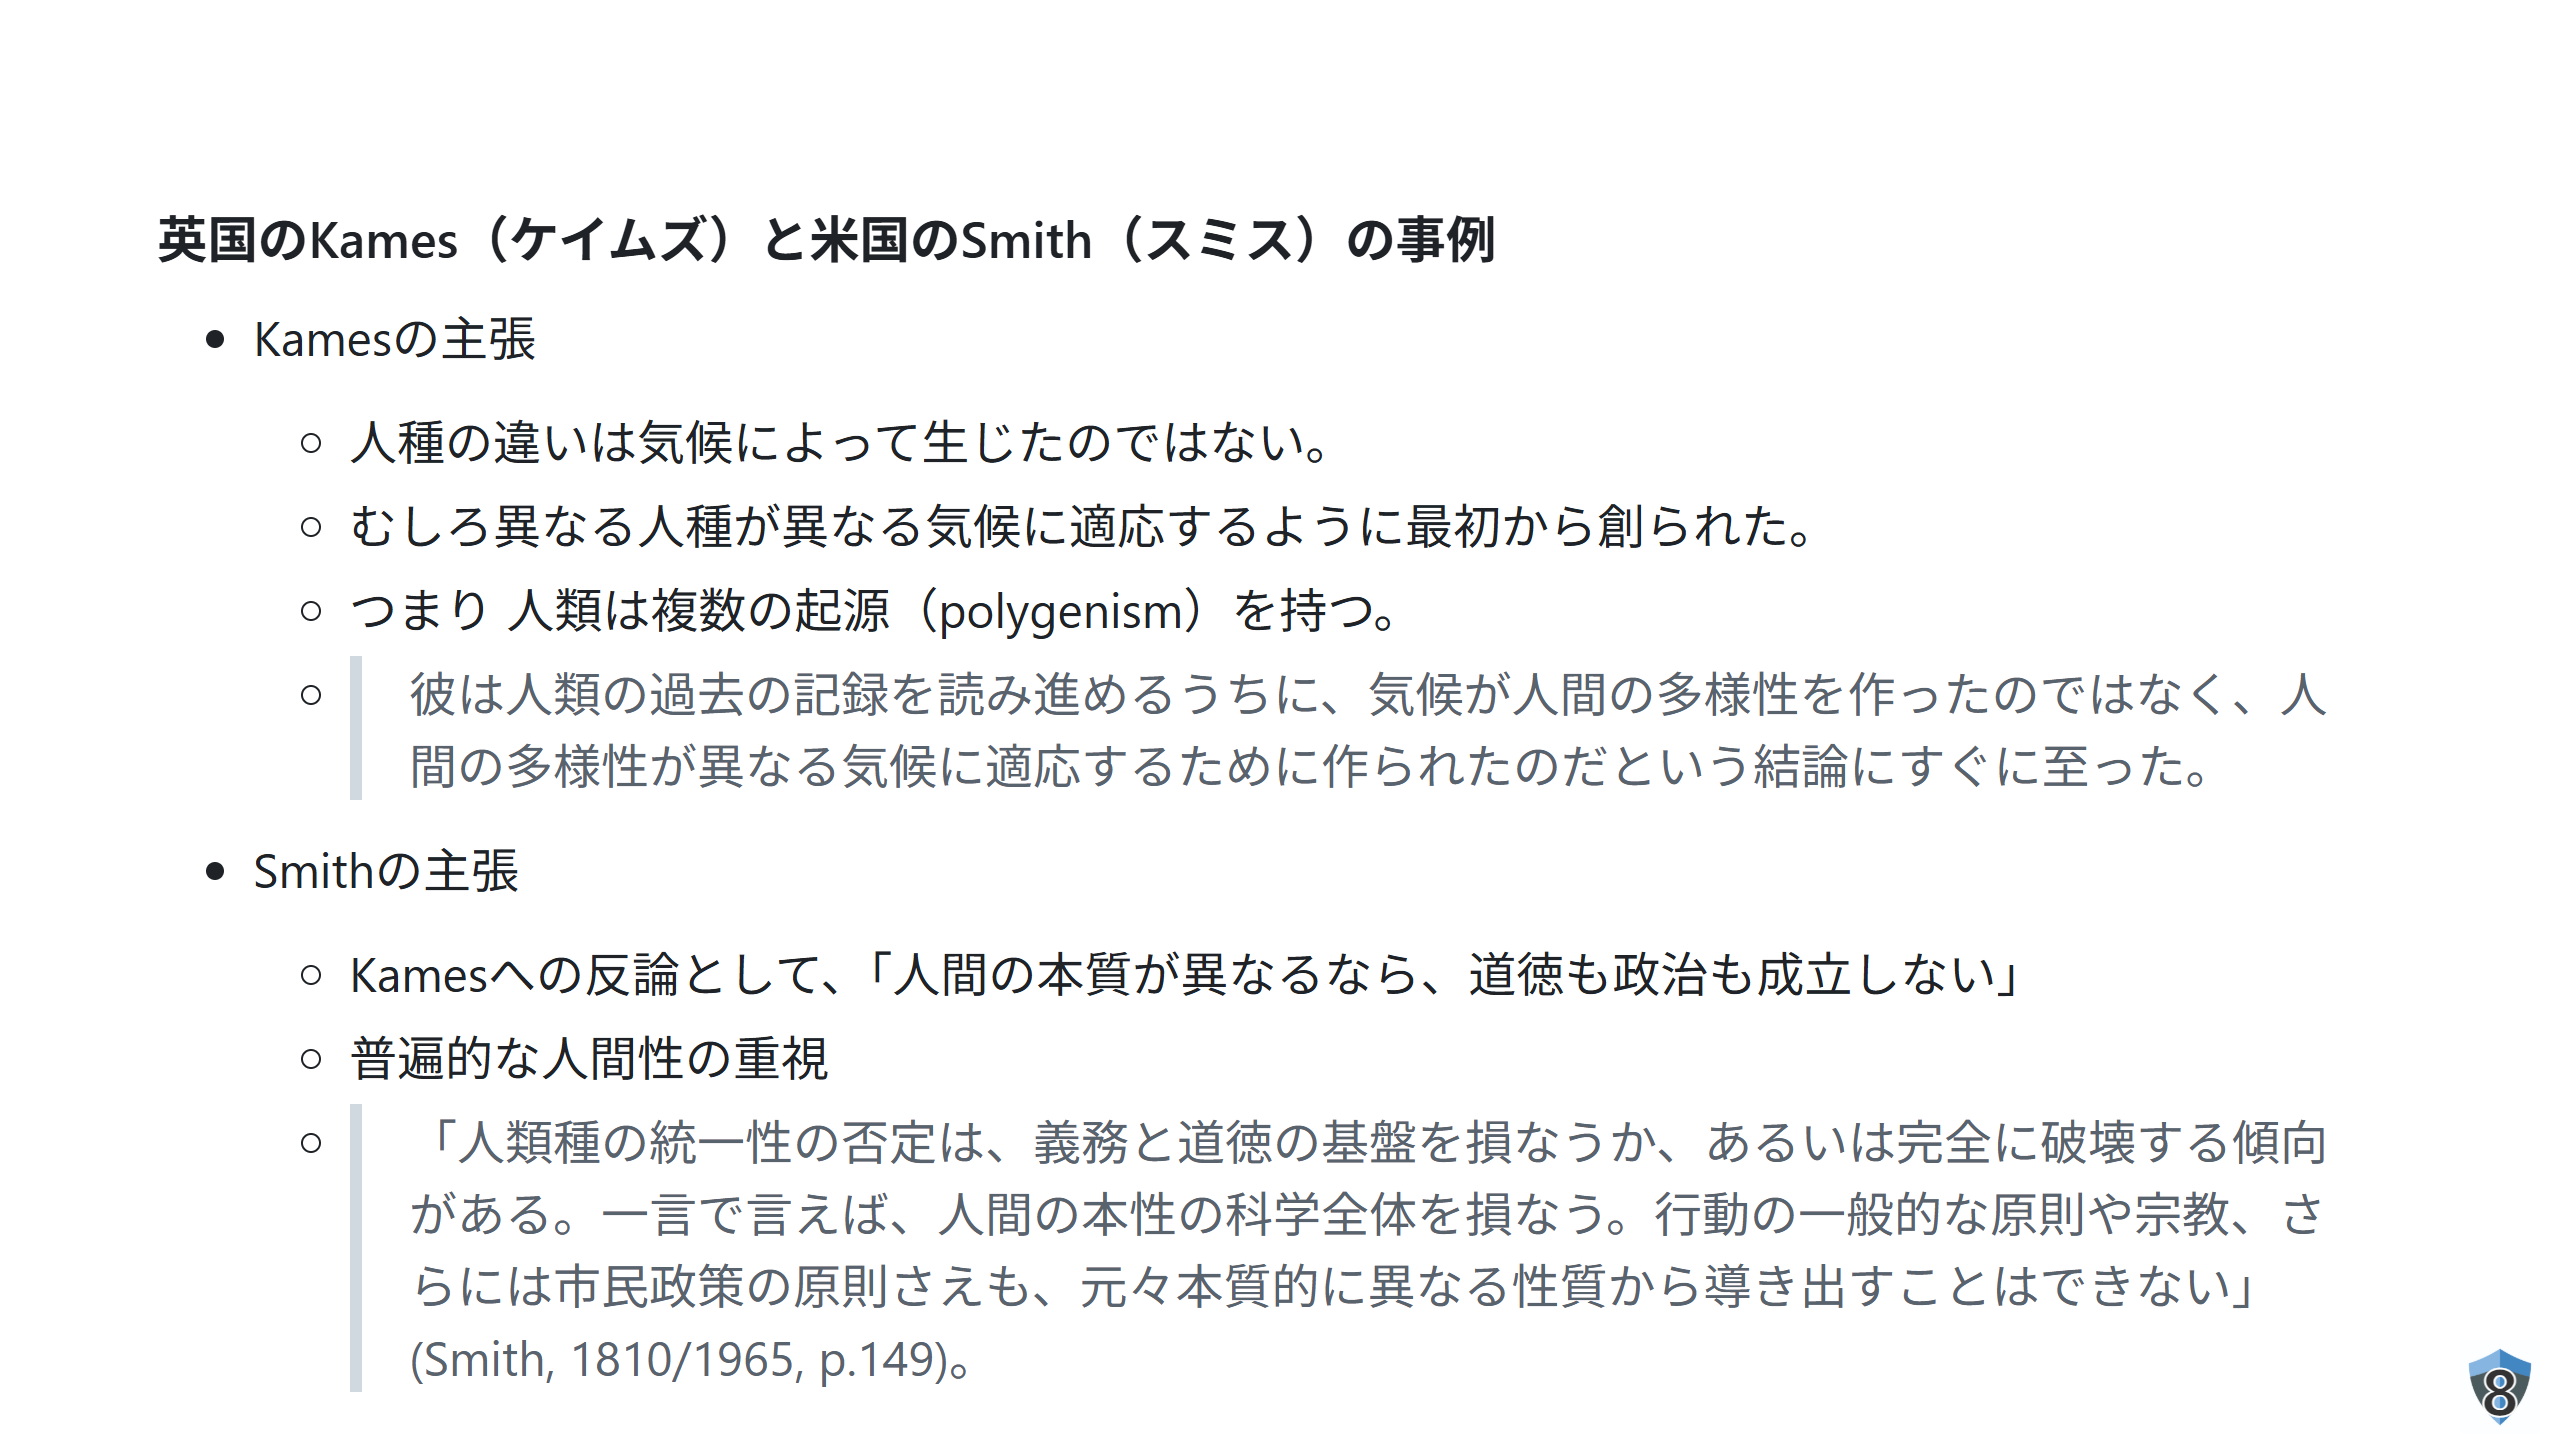 英国のKames（ケイムズ）と米国のSmith（スミス）の事例
Kamesの主張
人種の違いは気候によって生じたのではない。
むしろ異なる人種が異なる気候に適応するように最初から創られた。
つまり 人類は複数の起源（polygenism）を持つ。
彼は人類の過去の記録を読み進めるうちに、気候が人間の多様性を作ったのではなく、人
間の多様性が異なる気候に適応するために作られたのだという結論にすぐに至った。
Smithの主張
Kamesへの反論として、「人間の本質が異なるなら、道徳も政治も成立しない」
普遍的な人間性の重視
「人類種の統一性の否定は、義務と道徳の基盤を損なうか、あるいは完全に破壊する傾向
がある。一言で言えば、人間の本性の科学全体を損なう。行動の一般的な原則や宗教、さ
らには市民政策の原則さえも、元々本質的に異なる性質から導き出すことはできない」
(Smith, 1810/1965, p.149)。
8